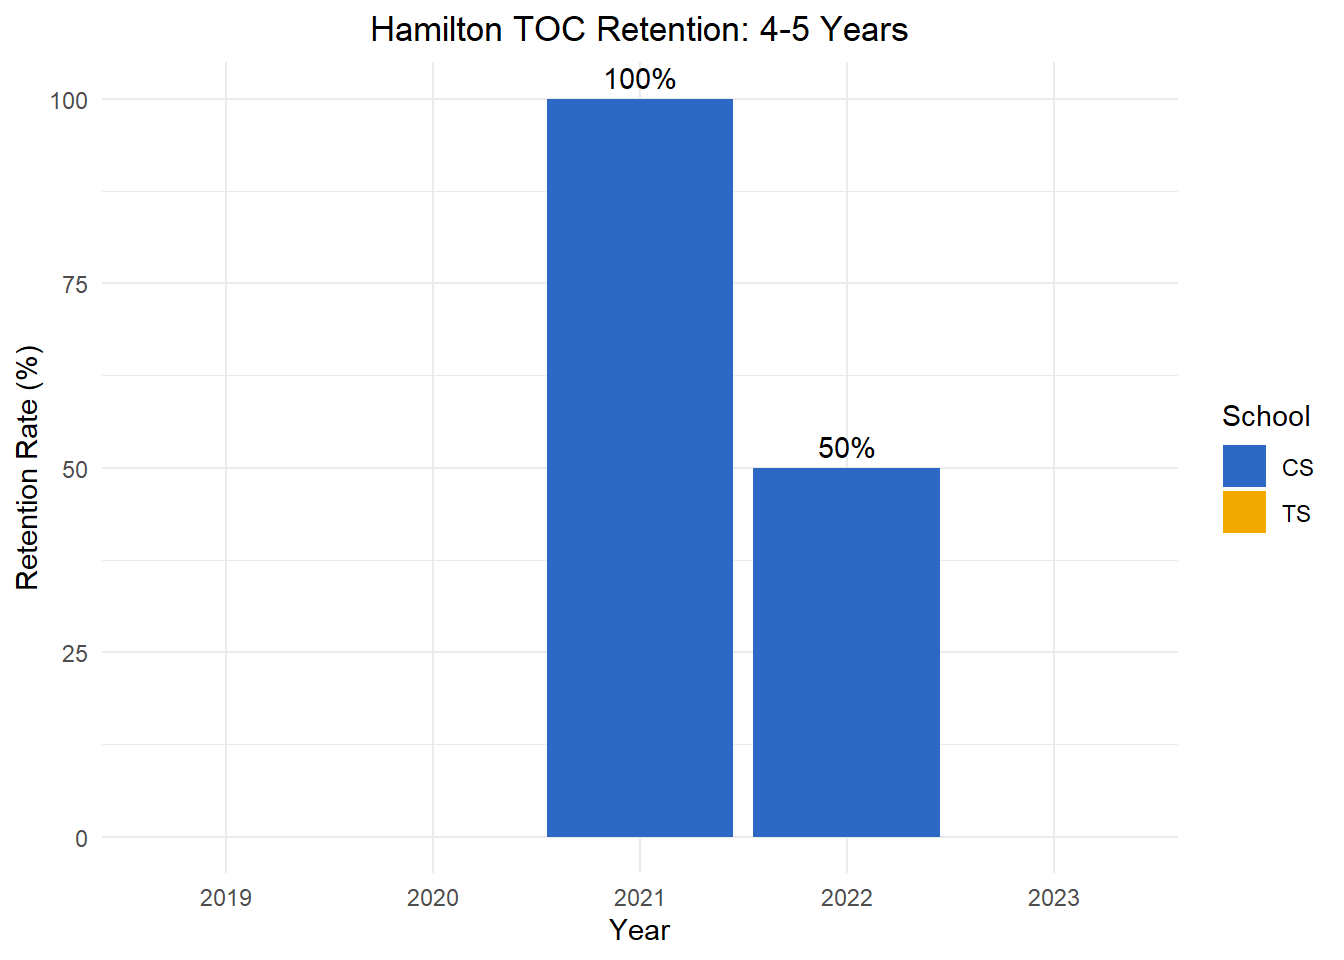 Hamilton TOC Retention: 4-5 Years
100%
100
75
50%
50
25
0
Retention Rate (%)
2019 2020 2021 2022 2023
Year
School
CS
TS